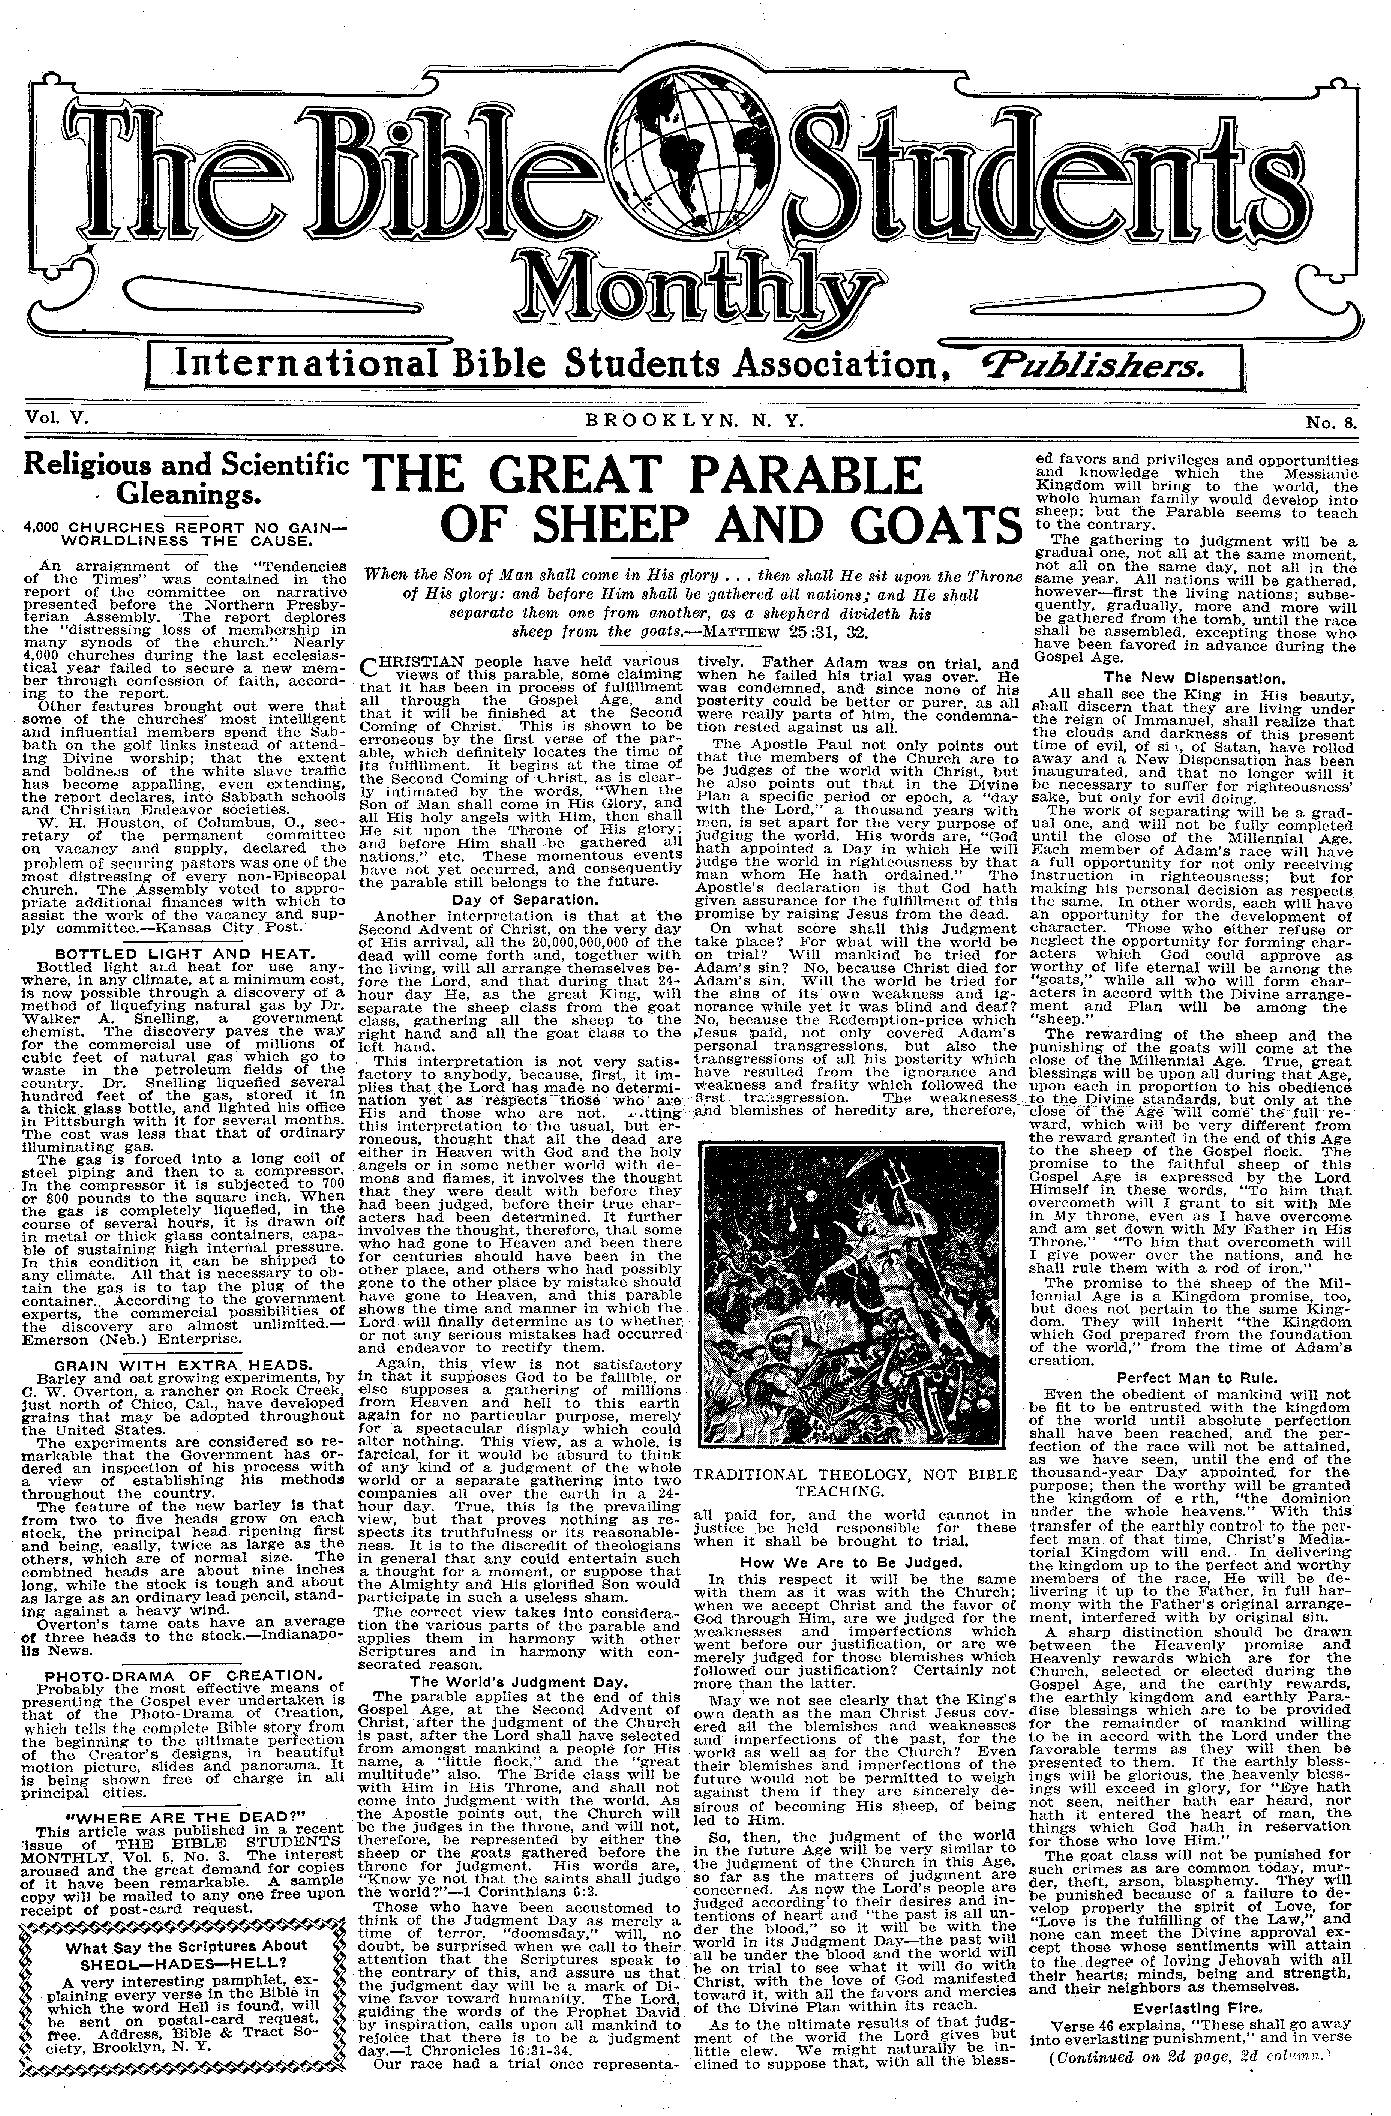 The Bible Students
Monthly
International Bible Students Association, Publishers.
Vol. V. BROOKLYN. N. Y. No. 8.
Religious and Scientific
Gleanings.
4,000 CHURCHES REPORT NO GAIN—
WORLDLINESS THE CAUSE.
An arraignment of the "Tendencies
of the Times" was contained in the
report of the committee on narrative
presented before the Northern Presby-
terian Assembly. The report deplores
the "distressing loss of membership in
many synods of the church." Nearly
4,000 churches during the last ecclesias-
tical year failed to secure a new mem-
ber through confession of faith, accord-
ing to the report.
Other features brought out were that
some of the churches' most intelligent
and influential members spend the Sab-
bath on the golf links instead of attend-
ing Divine worship; that the extent
and boldness of the white slave traffic
has become appalling, even extending,
the report declares, into Sabbath schools
and Christian Endeavor societies.
W. H. Houston, of Columbus, O., sec-
retary of the permanent committee
on vacancy and supply, declared the
problem of securing pastors was one of the
most distressing of every non-Episcopal
church. The Assembly voted to appro-
priate additional finances with which to
assist the work of the vacancy and sup-
ply committee.—Kansas City Post.
BOTTLED LIGHT AND HEAT.
Bottled light and heat for use any-
where, in any climate, at a minimum cost,
is now possible through a discovery of a
method of liquefying natural gas by Dr.
Walker A. Snelling, a government
chemist. The discovery paves the way
for the commercial use of millions of
cubic feet of natural gas which go to
waste in the petroleum fields of the
country. Dr. Snelling liquefied several
hundred feet of the gas, stored it in
a thick glass bottle, and lighted his office
in Pittsburgh with it for several months.
The cost was less that that of ordinary
illuminating gas.
The gas is forced into a long coil of
steel piping and then to a compressor.
In the compressor it is subjected to 700
or 800 pounds to the square inch. When
the gas is completely liquefied, in the
course of several hours, it is drawn off
in metal or thick glass containers, capa-
ble of sustaining high internal pressure.
In this condition it can be shipped to
any climate. All that is necessary to ob-
tain the gas is to tap the plug of the
container. According to the government
experts, the commercial possibilities of
the discovery are almost unlimited.—
Emerson (Neb.) Enterprise.
GRAIN WITH EXTRA HEADS.
Barley and oat growing experiments, by
C. W. Overton, a rancher on Rock Creek,
just north of Chico, Cal., have developed
grains that may be adopted throughout
the United States.
The experiments are considered so re-
markable that the Government has or-
dered an inspection of his process with
a view of establishing his methods
throughout the country.
The feature of the new barley is that
from two to five heads grow on each
stock, the principal head ripening first
and being, easily, twice as large as the
others, which are of normal size. The
combined heads are about nine inches
long, while the stock is tough and about
as large as an ordinary lead pencil, stand-
ing against a heavy wind.
Overton's tame oats have an average
of three heads to the stock.—Indianapo-
lis News.
PHOTO-DRAMA OF CREATION.
Probably the most effective means of
presenting the Gospel ever undertaken is
that of the Photo-Drama of Creation,
which tells the complete Bible story from
the beginning to the ultimate perfection
of the Creator's designs, in beautiful
motion picture, slides and panorama. It
is being shown free of charge in all
principal cities.
"WHERE ARE THE DEAD?"
This article was published in a recent
issue of THE BIBLE STUDENTS
MONTHLY, Vol. 5, No. 3. The interest
aroused and the great demand for copies
of it have been remarkable. A sample
copy will be mailed to any one free upon
receipt of post-card request.
What Say the Scriptures About
SHEOL—HADES—HELL?
A very interesting pamphlet, ex-
plaining every verse in the Bible in
which the word Hell is found, will
be sent on postal-card request,
free. Address, Bible & Tract So-
ciety, Brooklyn, N. Y.
THE GREAT PARABLE
OF SHEEP AND GOATS
When the Son of Man shall come in His glory . . . then shall He sit upon the Throne
of His glory: and before Him shall be gathered all nations; and He shall
separate them one from another, as a shepherd divideth his
sheep from the goats.—MATTHEW 25:31, 32.
CHRISTIAN people have held various
views of this parable, some claiming
that it has been in process of fulfillment
all through the Gospel Age, and
that it will be finished at the Second
Coming of Christ. This is shown to be
erroneous by the first verse of the par-
able, which definitely locates the time of
its fulfillment. It begins at the time of
the Second Coming of Christ, as is clear-
ly intimated by the words, "When the
Son of Man shall come in His Glory, and
all His holy angels with Him, then shall
He sit upon the Throne of His glory;
and before Him shall be gathered all
nations," etc. These momentous events
have not yet occurred, and consequently
the parable still belongs to the future.
Day of Separation.
Another interpretation is that at the
Second Advent of Christ, on the very day
of His arrival, all the 20,000,000,000 of the
dead will come forth and, together with
the living, will all arrange themselves be-
fore the Lord, and that during that 24-
hour day He, as the great King, will
separate the sheep class from the goat
class, gathering all the sheep to the
right hand and all the goat class to the
left hand.
This interpretation is not very satis-
factory to anybody, because, first, it im-
plies that the Lord has made no determi-
nation yet as respects those who are
His and those who are not.
this interpretation to the usual, but er-
roneous, thought that all the dead are
either in Heaven with God and the holy
angels or in some nether world with de-
mons and flames, it involves the thought
that they were dealt with before they
had been judged, before their true char-
acters had been determined. It further
involves the thought, therefore, that some
who had gone to Heaven and been there
for centuries should have been in the
other place, and others who had possibly
gone to the other place by mistake should
have gone to Heaven, and this parable
shows the time and manner in which the
Lord will finally determine as to whether
or not any serious mistakes had occurred
and endeavor to rectify them.
Again, this view is not satisfactory
in that it supposes God to be fallible, or
else supposes a gathering of millions
from Heaven and hell to this earth
again for no particular purpose, merely
for a spectacular display which could
alter nothing. This view, as a whole, is
farcical, for it would be absurd to think
of any kind of a judgment of the whole
world or a separate gathering into two
companies all over the earth in a 24-
hour day. True, this is the prevailing
view, but that proves nothing as re-
spects its truthfulness or its reasonable-
ness. It is to the discredit of theologians
in general that any could entertain such
a thought for a moment, or suppose that
the Almighty and His glorified Son would
participate in such a useless sham.
The correct view takes into considera-
tion the various parts of the parable and
applies them in harmony with other
Scriptures and in harmony with con-
secrated reason.
The World's Judgment Day.
The parable applies at the end of this
Gospel Age, at the Second Advent of
Christ, after the judgment of the Church
is past, after the Lord shall have selected
from amongst mankind a people for His
name, a "little flock," and the "great
multitude" also. The Bride class will be
with Him in His Throne, and shall not
come into judgment with the world. As
the Apostle points out, the Church will
be the judges in the throne, and will not,
therefore, be represented by either the
sheep or the goats gathered before the
throne for judgment. His words are,
"Know ye not that the saints shall judge
the world?"—1 Corinthians 6:2.
Those who have been accustomed to
think of the Judgment Day as merely a
time of terror, "doomsday," will, no
doubt, be surprised when we call to their
attention that the Scriptures speak to
the contrary of this, and assure us that
the judgment day will be a mark of Di-
vine favor toward humanity. The Lord,
guiding the words of the Prophet David
by inspiration, calls upon all mankind to
rejoice that there is to be a judgment
day.—1 Chronicles 16:31-34.
Our race had a trial once representa-
tively. Father Adam was on trial, and
when he failed his trial was over. He
was condemned, and since none of his
posterity could be better or purer, as all
were really parts of him, the condemna-
tion rested against us all.
The Apostle Paul not only points out
that the members of the Church are to
be judges of the world with Christ, but
he also points out that in the Divine
Plan a specific period or epoch, a "day
with the Lord," a thousand years with
men, is set apart for the very purpose of
judging the world. His words are, "God
hath appointed a Day in which He will
judge the world in righteousness by that
man whom He hath ordained." The
Apostle's declaration is that God hath
given assurance for the fulfillment of this
promise by raising Jesus from the dead.
On what score shall this Judgment
take place? For what will the world be
on trial? Will mankind be tried for
Adam's sin? No, because Christ died for
Adam's sin. Will the world be tried for
the sins of its own weakness and ig-
norance while yet it was blind and deaf?
No, because the Redemption-price which
Jesus paid, not only covered Adam's
personal transgressions, but also the
transgressions of all his posterity which
have resulted from the ignorance and
weakness and frailty which followed the
first transgression. The weaknesess
and blemishes of heredity are, therefore,
TRADITIONAL THEOLOGY, NOT BIBLE
TEACHING.
all paid for, and the world cannot in
justice be held responsible for these
when it shall be brought to trial.
How We Are to Be Judged.
In this respect it will be the same
with them as it was with the Church;
when we accept Christ and the favor of
God through Him, are we judged for the
weaknesses and imperfections which
went before our justification, or are we
merely judged for those blemishes which
followed our justification? Certainly not
more than the latter.
May we not see clearly that the King's
own death as the man Christ Jesus cov-
ered all the blemishes and weaknesses
and imperfections of the past, for the
world as well as for the Church? Even
their blemishes and imperfections of the
future would not be permitted to weigh
against them if they are sincerely de-
sirous of becoming His sheep, of being
led to Him.
So, then, the judgment of the world
in the future Age will be very similar to
the judgment of the Church in this Age,
so far as the matters of judgment are
concerned. As now the Lord's people are
judged according to their desires and in-
tentions of heart and "the past is all un-
der the blood," so it will be with the
world in its Judgment Day—the past will
all be under the blood and the world will
be on trial to see what it will do with
Christ, with the love of God manifested
toward it, with all the favors and mercies
of the Divine Plan within its reach.
As to the ultimate results of that judg-
ment of the world the Lord gives but
little clew. We might naturally be in-
clined to suppose that, with all the bless-
ed favors and privileges and opportunities
and knowledge which the Messianic
Kingdom will bring to the world, the
whole human family would develop into
sheep; but the Parable seems to teach
to the contrary.
The gathering to judgment will be a
gradual one, not all at the same moment,
not all on the same day, not all in the
same year. All nations will be gathered,
however—first the living nations; subse-
quently, gradually, more and more will
be gathered from the tomb, until the race
shall be assembled, excepting those who
have been favored in advance during the
Gospel Age.
The New Dispensation.
All shall see the King in His beauty,
shall discern that they are living under
the reign of Immanuel, shall realize that
the clouds and darkness of this present
time of evil, of si , of Satan, have rolled
away and a New Dispensation has been
inaugurated, and that no longer will it
be necessary to suffer for righteousness'
sake, but only for evil doing.
The work of separating will be a grad-
ual one, and will not be fully completed
until the close of the Millennial Age.
Each member of Adam's race will have
a full opportunity for not only receiving
instruction in righteousness; but for
making his personal decision as respects
the same. In other words, each will have
an opportunity for the development of
character. Those who either refuse or
neglect the opportunity for forming char-
acters which God could approve as
worthy of life eternal will be among the
"goats," while all who will form char-
acters in accord with the Divine arrange-
ment and Plan will be among the
"sheep."
The rewarding of the sheep and the
punishing of the goats will come at the
close of the Millennial Age. True, great
blessings will be upon all during that Age,
upon each in proportion to his obedience
to the Divine standards, but only at the
close of the Age will come the full re-
ward, which will be very different from
the reward granted in the end of this Age
to the sheep of the Gospel flock. The
promise to the faithful sheep of this
Gospel Age is expressed by the Lord
Himself in these words, "To him that
overcometh will I grant to sit with Me
in My throne, even as I have overcome
and am set down with My Father in His
Throne." "To him that overcometh will
I give power over the nations, and he
shall rule them with a rod of iron."
The promise to the sheep of the Mil-
lennial Age is a Kingdom promise, too,
but does not pertain to the same King-
dom. They will inherit "the Kingdom
which God prepared from the foundation
of the world," from the time of Adam's
creation.
Perfect Man to Rule.
Even the obedient of mankind will not
be fit to be entrusted with the kingdom
of the world until absolute perfection
shall have been reached, and the per-
fection of the race will not be attained,
as we have seen, until the end of the
thousand-year Day appointed for the
purpose; then the worthy will be granted
the kingdom of e rth, "the dominion
under the whole heavens." With this
transfer of the earthly control to the per-
fect man of that time, Christ's Media-
torial Kingdom will end. In delivering
the kingdom up to the perfect and worthy
members of the race, He will be de-
livering it up to the Father, in full har-
mony with the Father's original arrange-
ment, interfered with by original sin.
A sharp distinction should be drawn
between the Heavenly promise and
Heavenly rewards which are for the
Church, selected or elected during the
Gospel Age, and the earthly rewards,
the earthly kingdom and earthly Para-
dise blessings which are to be provided
for the remainder of mankind willing
to be in accord with the Lord under the
favorable terms as they will then be
presented to them. If the earthly bless-
ings will be glorious, the heavenly bless-
ings will exceed in glory, for "Eye hath
not seen, neither hath ear heard, nor
hath it entered the heart of man, the
things which God hath in reservation
for those who love Him."
The goat class will not be punished for
such crimes as are common today, mur-
der, theft, arson, blasphemy. They will
be punished because of a failure to de-
velop properly the spirit of Love, for
"Love is the fulfilling of the Law," and
none can meet the Divine approval ex-
cept those whose sentiments will attain
to the degree of loving Jehovah with all
their hearts, minds, being and strength,
and their neighbors as themselves.
Everlasting Fire.
Verse 46 explains, "These shall go away
into everlasting punishment," and in verse
(Continued on 2d page, 2d column.)